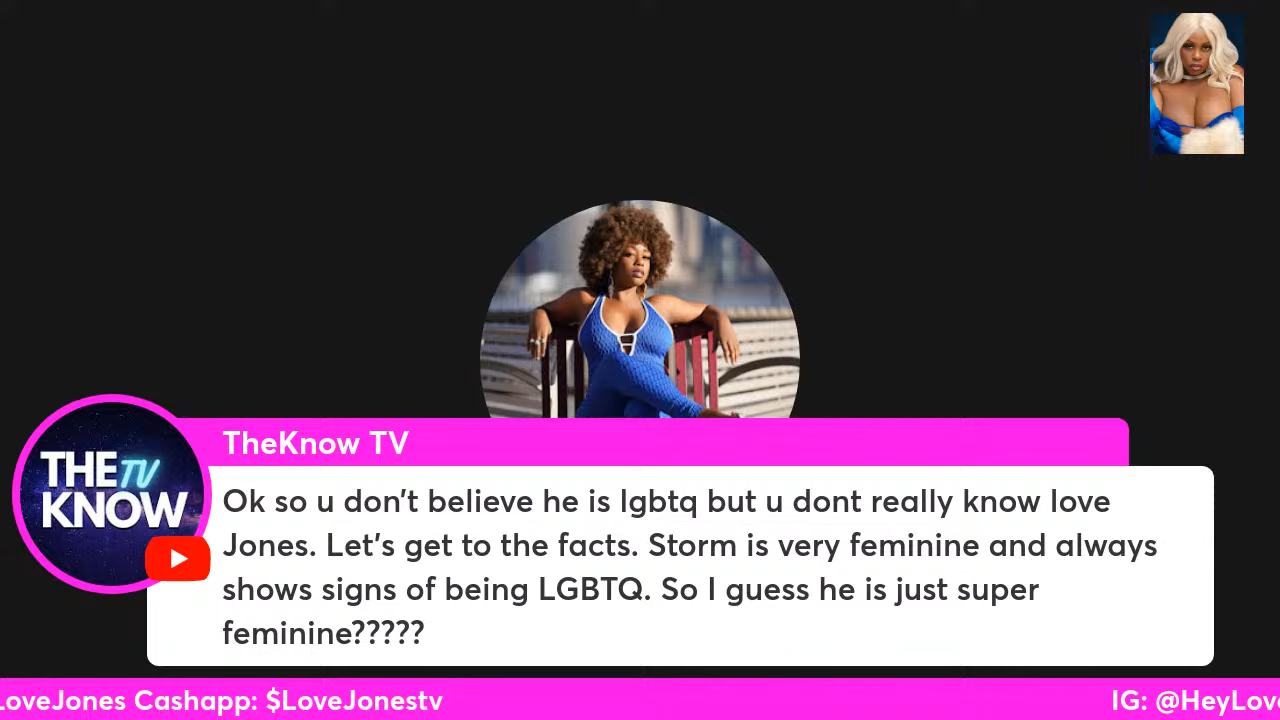 TheKnow TV
THE TV
KNOW
Ok so u don't believe he is lgbtq but u dont really know love
Jones. Let's get to the facts. Storm is very feminine and always
shows signs of being LGBTQ. So I guess he is just super
feminine?????
LoveJones Cashapp: $LoveJonestv
IG: @HeyLove